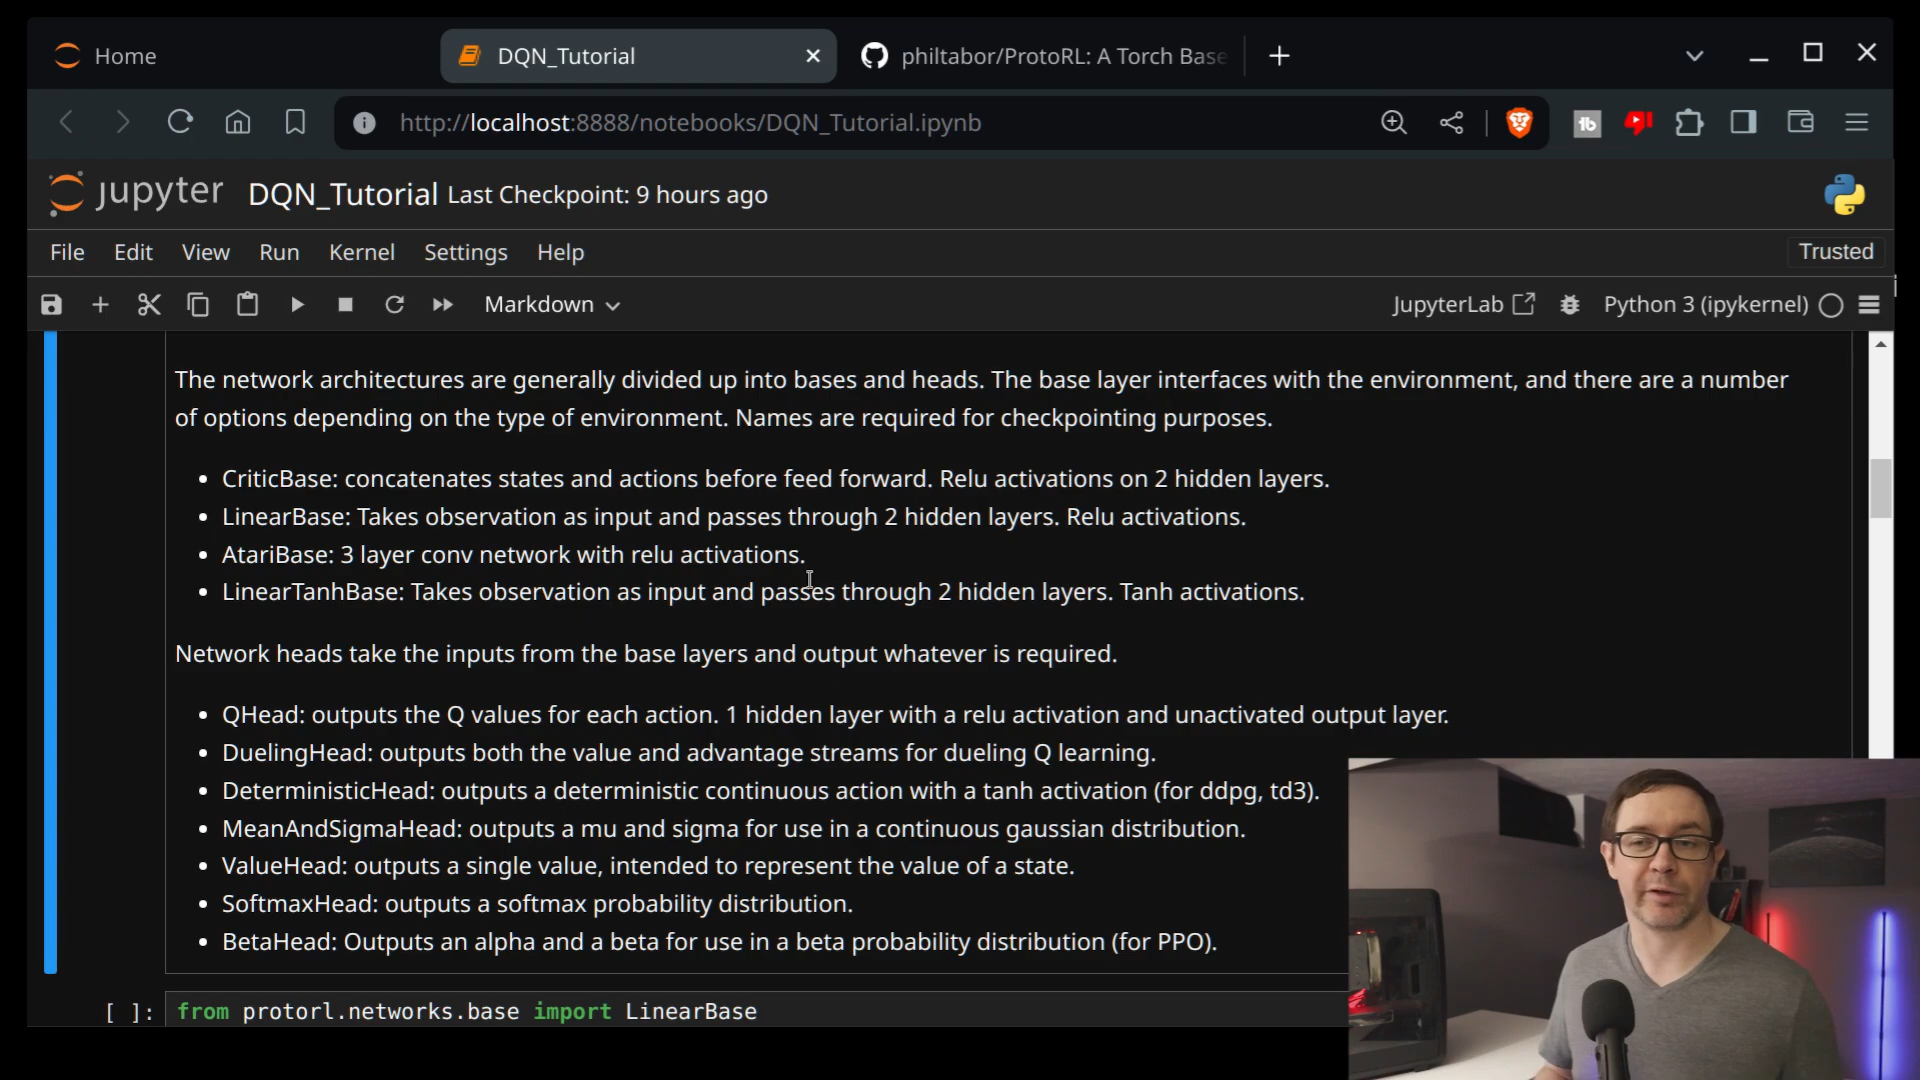 Home
DQN_Tutorial
philtabor/ProtoRL: A Torch Base
http://localhost:8888/notebooks/DQN_Tutorial.ipynb
tb
jupyter
DQN_Tutorial Last Checkpoint: 9 hours ago
File Edit View Run Kernel Settings Help
Trusted
Markdown
JupyterLab
Python 3 (ipykernel)
The network architectures are generally divided up into bases and heads. The base layer interfaces with the environment, and there are a number
of options depending on the type of environment. Names are required for checkpointing purposes.
• CriticBase: concatenates states and actions before feed forward. Relu activations on 2 hidden layers.
• LinearBase: Takes observation as input and passes through 2 hidden layers. Relu activations.
• AtariBase: 3 layer conv network with relu activations.
• LinearTanhBase: Takes observation as input and passes through 2 hidden layers. Tanh activations.
Network heads take the inputs from the base layers and output whatever is required.
• QHead: outputs the Q values for each action. 1 hidden layer with a relu activation and unactivated output layer.
• DuelingHead: outputs both the value and advantage streams for dueling Q learning.
• DeterministicHead: outputs a deterministic continuous action with a tanh activation (for ddpg, td3).
• MeanAndSigmaHead: outputs a mu and sigma for use in a continuous gaussian distribution.
• ValueHead: outputs a single value, intended to represent the value of a state.
• SoftmaxHead: outputs a softmax probability distribution.
• BetaHead: Outputs an alpha and a beta for use in a beta probability distribution (for PPO).
[ ]: from protorl.networks.base import LinearBase